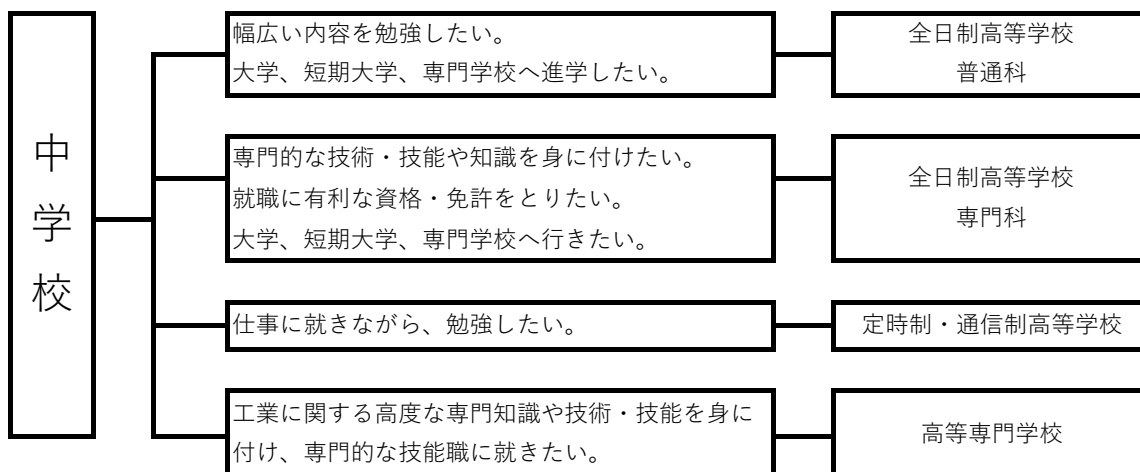 中学校
幅広い内容を勉強したい。
大学、短期大学、専門学校へ進学したい。
全日制高等学校
普通科
専門的な技術・技能や知識を身に付けたい。
就職に有利な資格・免許をとりたい。
大学、短期大学、専門学校へ行きたい。
全日制高等学校
専門科
仕事に就きながら、勉強したい。
定時制・通信制高等学校
工業に関する高度な専門知識や技術・技能を身に
付け、専門的な技能職に就きたい。
高等専門学校